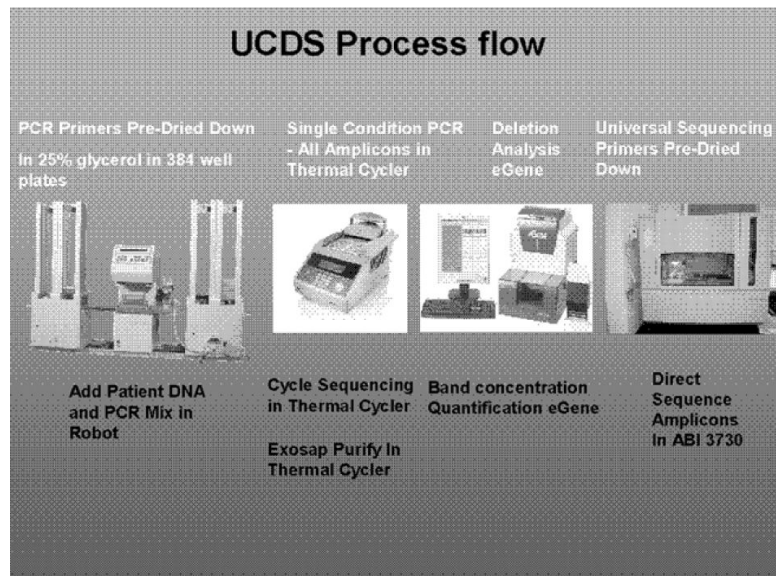 UCDS Process flow
PCR Primers Pre-Dried Down
In 25% glycerol in 384 well
plates
Single Condition PCR
- All Amplicons in
Thermal Cycler
Deletion
Analysis
eGene
Universal Sequencing
Primers Pre-Dried
Down
Add Patient DNA
and PCR Mix in
Robot
Cycle Sequencing
in Thermal Cycler
Exosap Purify In
Thermal Cycler
Band concentration
Quantification eGene
Direct
Sequence
Amplicons
In ABI 3730